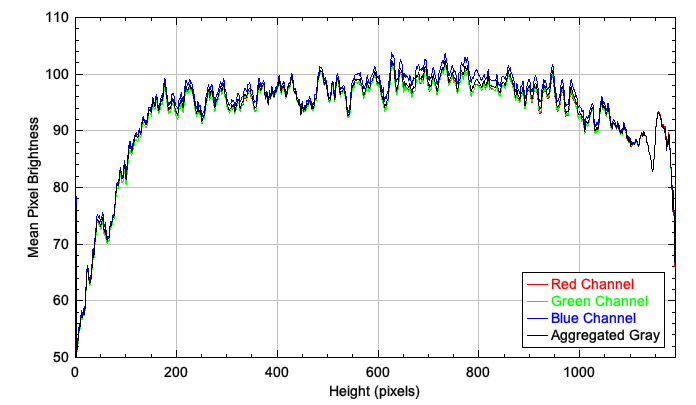 110
100
90
80
70
60
50
Mean Pixel Brightness
Red Channel
Green Channel
Blue Channel
Aggregated Gray
0 200 400 600 800 1000
Height (pixels)